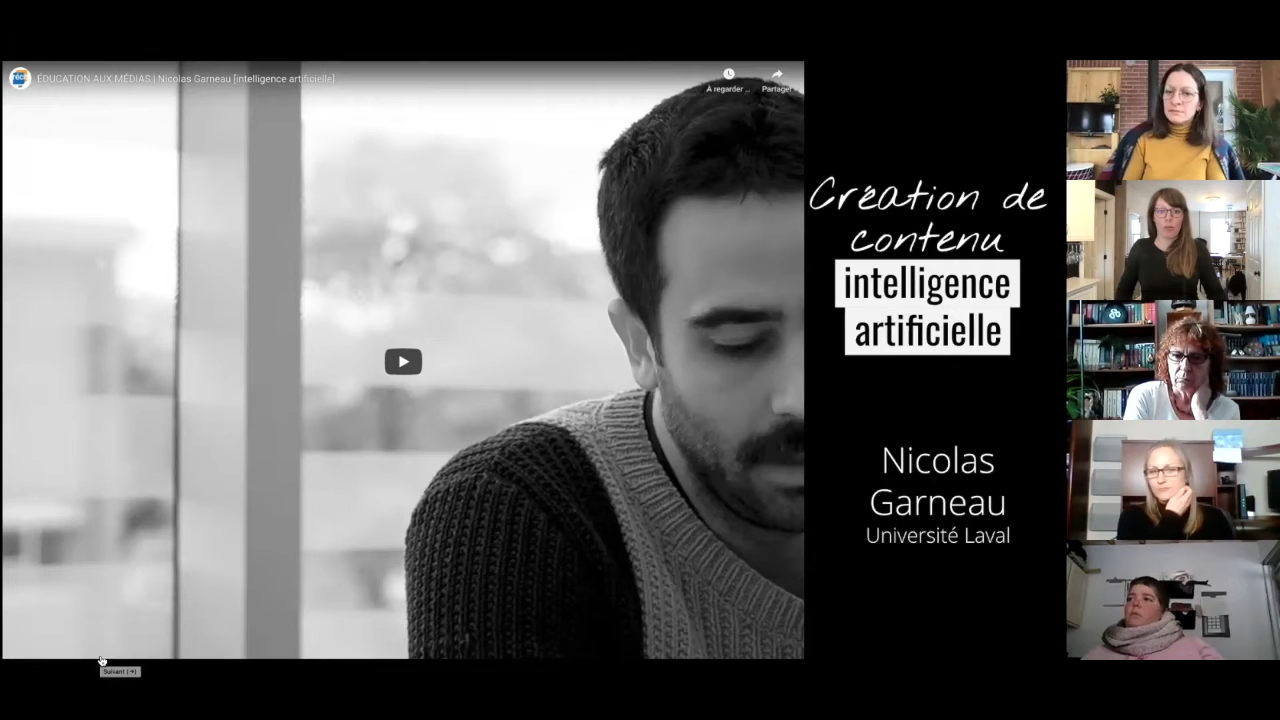 ÉDUCATION AUX MÉDIAS | Nicolas Garneau [intelligence artificielle]
À regarder ...
Partager
Création de
contenu
intelligence
artificielle
Nicolas
Garneau
Université Laval
Suivant (→)